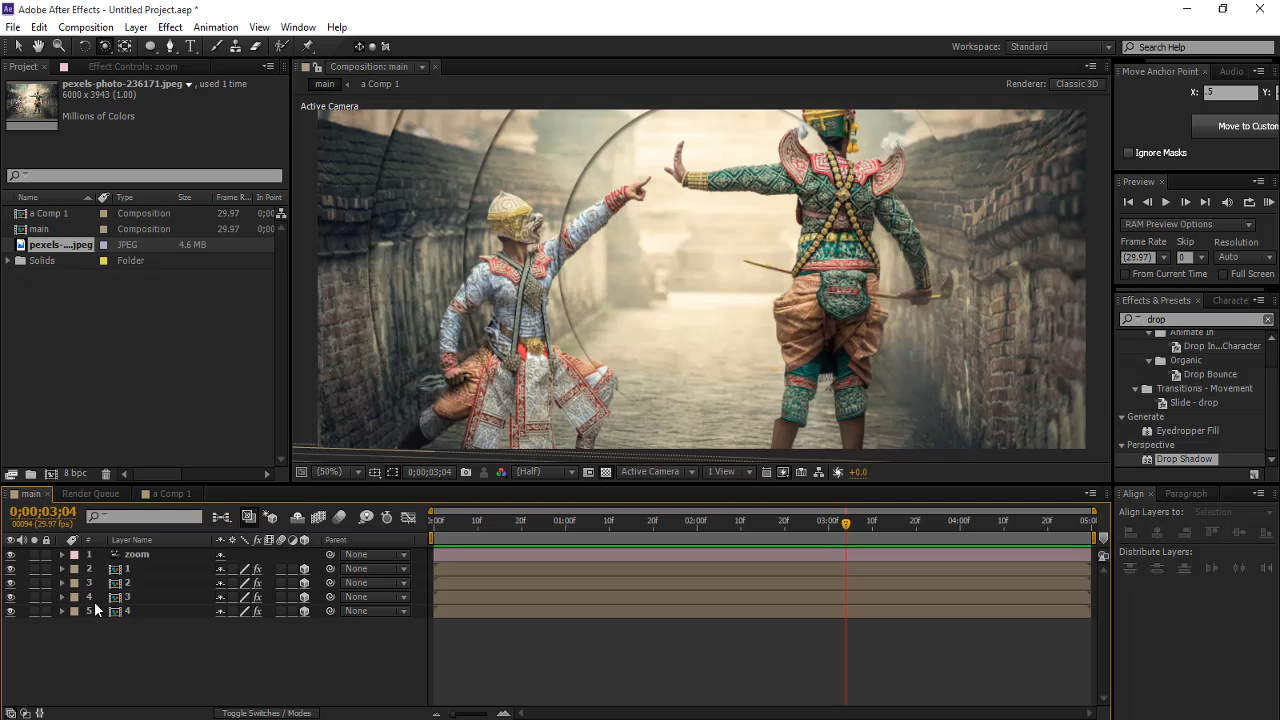 Adobe After Effects - Untitled Project.aep *
File Edit Composition Layer Effect Animation View Window Help
Workspace: Standard Search Help
Project Effect Controls: zoom
Composition: main
Move Anchor Point Audio
pexels-photo-236171.jpeg , used 1 time
6000 x 3943 (1.00)
Millions of Colors
main a Comp 1
Renderer: Classic 3D
Active Camera
X: .5 Y:
Move to Custom
Ignore Masks
Preview
RAM Preview Options
Frame Rate Skip Resolution
(29.97) 0 Auto
From Current Time Full Screen
Name Type Size Frame R... In Point
a Comp 1 Composition 29.97 0;00
main Composition 29.97 0;00
pexels-....jpeg JPEG 4.6 MB
Solids Folder
Effects & Presets Characte
drop
Animate In
Drop In...Character
Organic
Drop Bounce
Transitions - Movement
Slide - drop
Generate
Eyedropper Fill
Perspective
Drop Shadow
8 bpc
(50%) 0;00;03;04 (Half) Active Camera 1 View +0.0
main Render Queue a Comp 1
0;00;03;04
00094 (29.97 fps)
# Layer Name Parent
1 zoom None
2 1 None
3 2 None
4 3 None
5 4 None
:00f 10f 20f 01:00f 10f 20f 02:00f 10f 20f 03:00f 10f 20f 04:00f 10f 20f 05:00
Toggle Switches / Modes
Align Paragraph
Align Layers to: Selection
Distribute Layers: